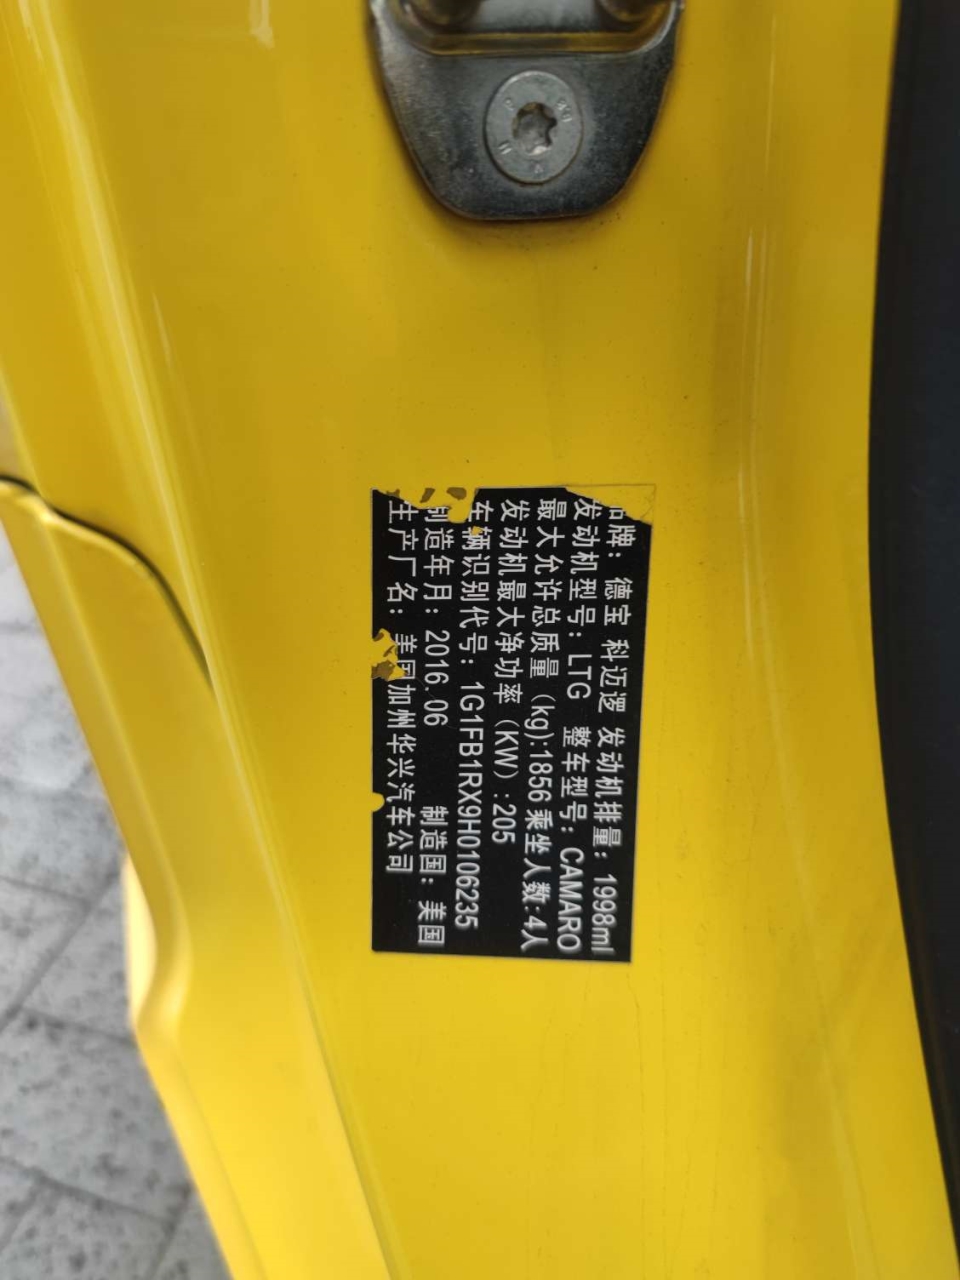 品牌：德宝 科迈逻 发动机排量：1998ml
发动机型号：LTG 整车型号：CAMARO
最大允许总质量（kg):1856 乘坐人数:4人
发动机最大净功率（KW）:205
车辆识别代号：1G1FB1RX9H0106235
制造年月：2016.06 制造国：美国
生产厂名：美国加州华兴汽车公司